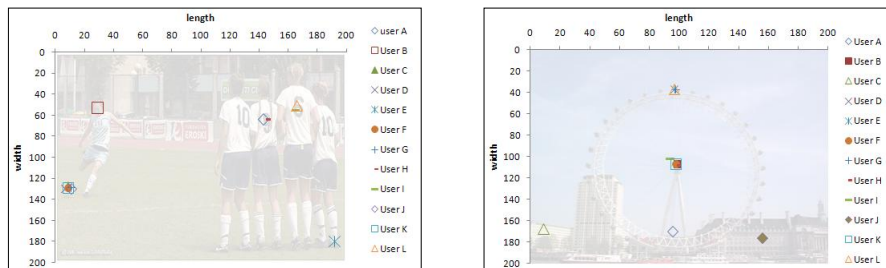 length
0 20 40 60 80 100 120 140 160 180 200
0
20
40
60
80
100
120
140
160
180
200
width
user A
User B
User C
User D
User E
User F
User G
User H
User I
User J
User K
User L
10
10
length
0 20 40 60 80 100 120 140 160 180 200
0
20
40
60
80
100
120
140
160
180
200
width
User A
User B
User C
User D
User E
User F
User G
User H
User I
User J
User K
User L